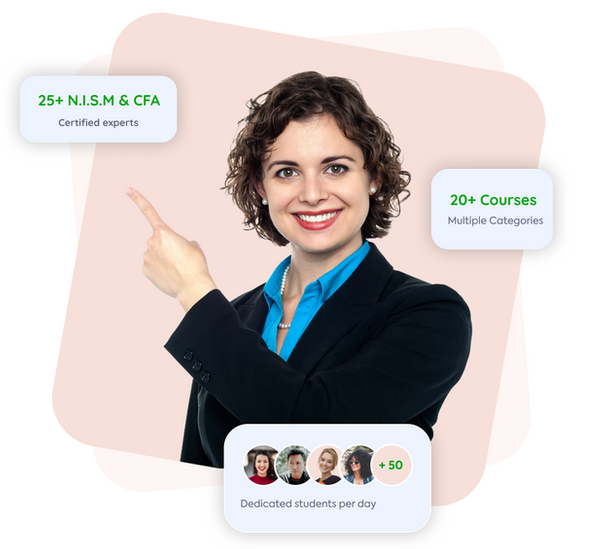 25+ N.I.S.M & CFA
Certified experts
20+ Courses
Multiple Categories
+ 50
Dedicated students per day